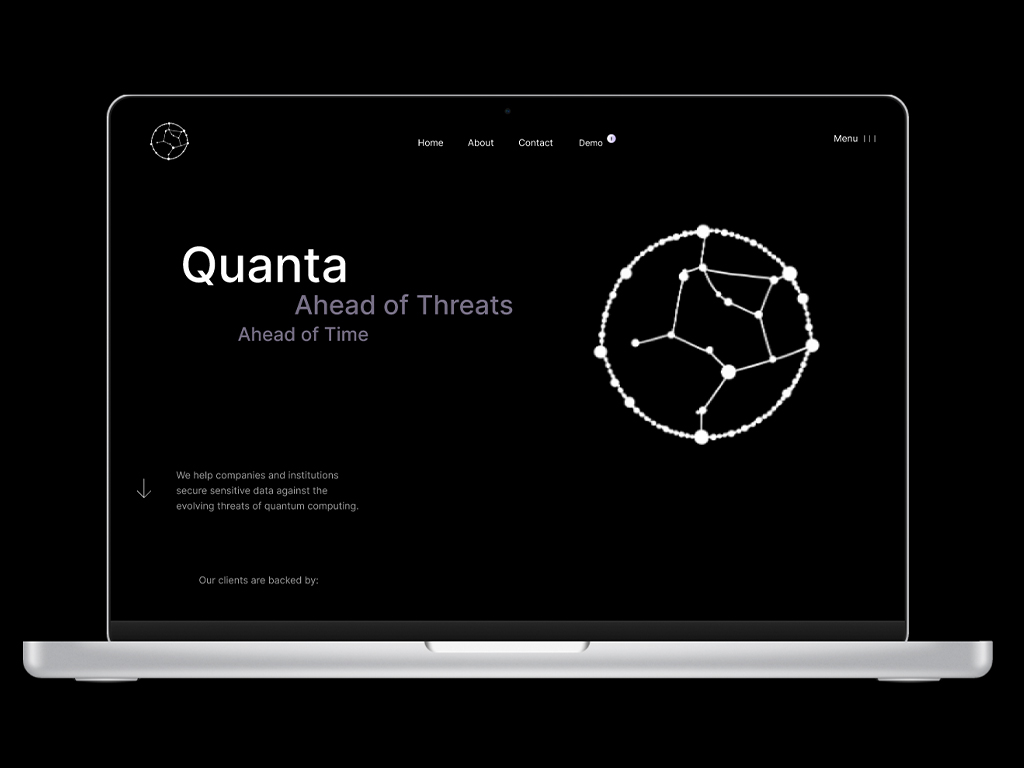 Home About Contact Demo
Menu
Quanta
Ahead of Threats
Ahead of Time
We help companies and institutions
secure sensitive data against the
evolving threats of quantum computing.
Our clients are backed by: